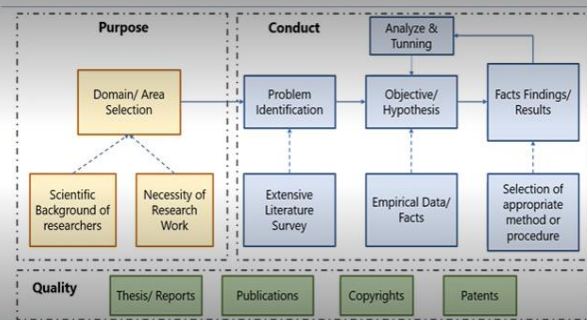 Purpose
Conduct
Analyze &
Tunning
Domain/ Area
Selection
Problem
Identification
Objective/
Hypothesis
Facts Findings/
Results
Scientific
Background of
researchers
Necessity of
Research
Work
Extensive
Literature
Survey
Empirical Data/
Facts
Selection of
appropriate
method or
procedure
Quality
Thesis/ Reports
Publications
Copyrights
Patents